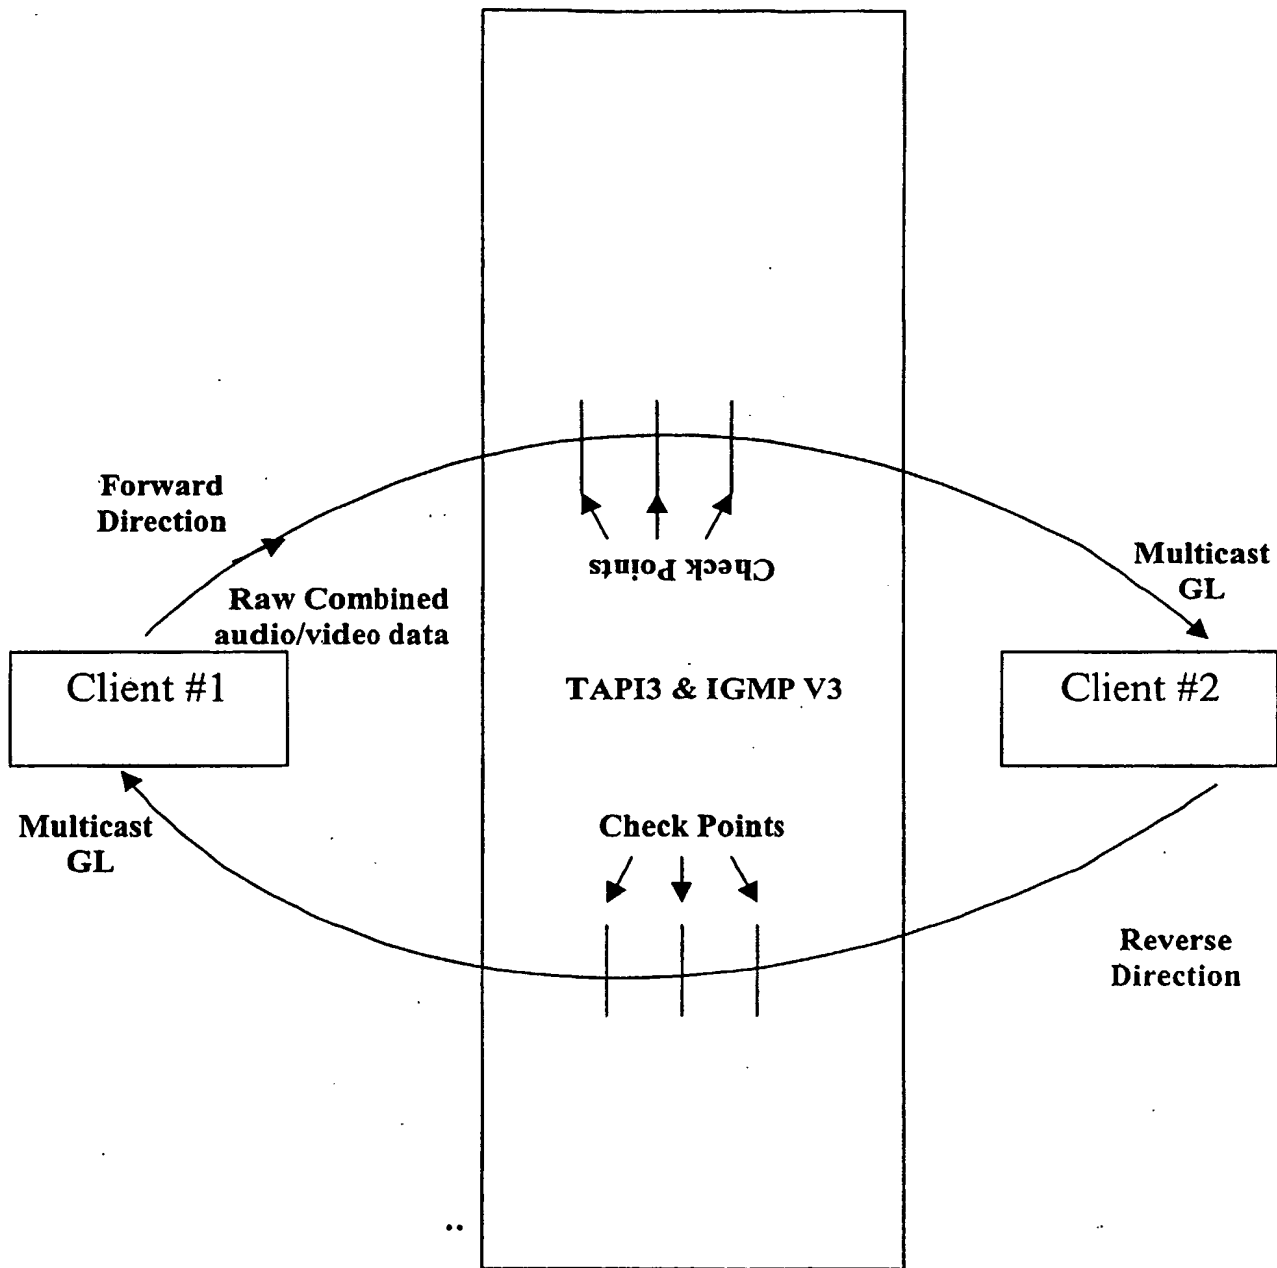 Forward
Direction
Check Points
Multicast
GL
Raw Combined
audio/video data
Client #1
TAPI3 & IGMP V3
Client #2
Multicast
GL
Check Points
Reverse
Direction